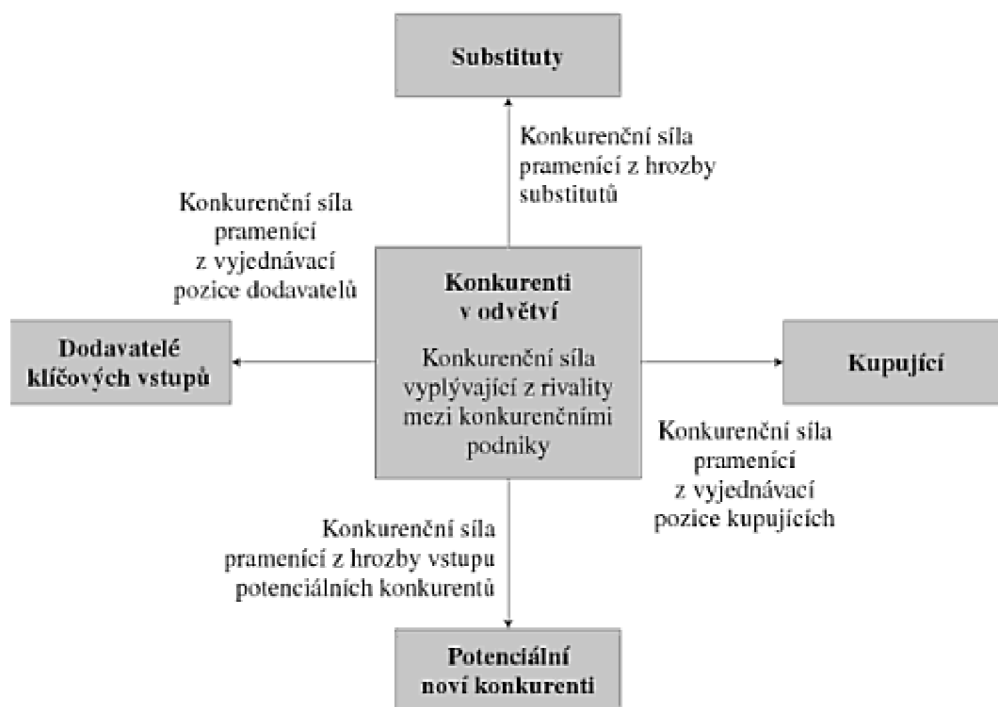 Substituty
Konkurenční síla
pramenící z hrozby
substitutů
Konkurenční síla
pramenící
z vyjednávací
pozice dodavatelů
Konkurenti
v odvětví
Konkurenční síla
vyplývající z rivality
mezi konkurenčními
podniky
Dodavatelé
klíčových vstupů
Kupující
Konkurenční síla
pramenící
z vyjednávací
pozice kupujících
Konkurenční síla
pramenící z hrozby vstupu
potenciálních konkurentů
Potenciální
noví konkurenti